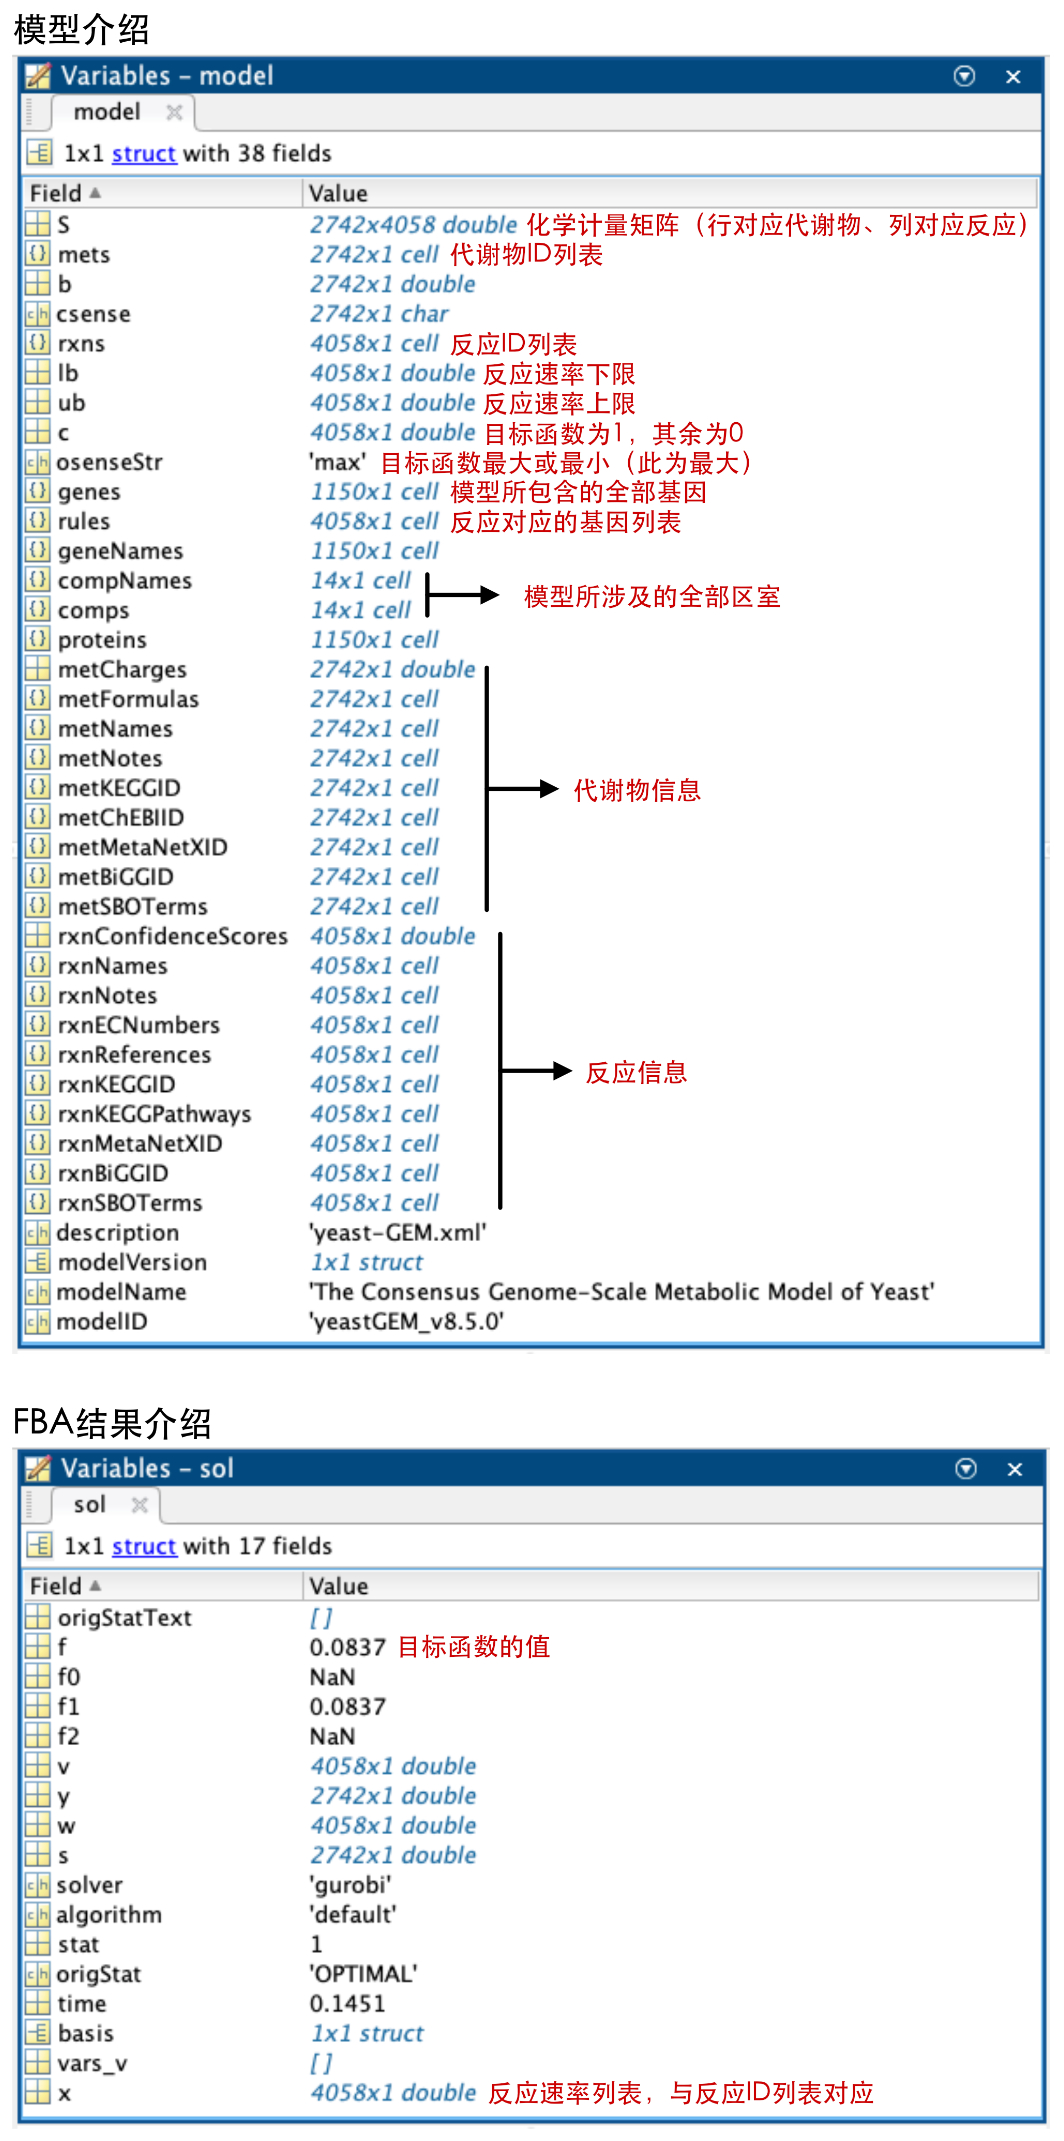 模型介绍
Variables - model
model
1x1 struct with 38 fields
Field Value
S 2742x4058 double 化学计量矩阵（行对应代谢物、列对应反应）
mets 2742x1 cell 代谢物ID列表
b 2742x1 double
csense 2742x1 char
rxns 4058x1 cell 反应ID列表
lb 4058x1 double 反应速率下限
ub 4058x1 double 反应速率上限
c 4058x1 double 目标函数为1，其余为0
osenseStr 'max' 目标函数最大或最小（此为最大）
genes 1150x1 cell 模型所包含的全部基因
rules 4058x1 cell 反应对应的基因列表
geneNames 1150x1 cell
compNames 14x1 cell
模型所涉及的全部区室
comps 14x1 cell
proteins 1150x1 cell
metCharges 2742x1 double
metFormulas 2742x1 cell
metNames 2742x1 cell
metNotes 2742x1 cell
metKEGGID 2742x1 cell 代谢物信息
metChEBIID 2742x1 cell
metMetaNetXID 2742x1 cell
metBiGGID 2742x1 cell
metSBOTerms 2742x1 cell
rxnConfidenceScores 4058x1 double
rxnNames 4058x1 cell
rxnNotes 4058x1 cell
rxnECNumbers 4058x1 cell
rxnReferences 4058x1 cell
rxnKEGGID 4058x1 cell 反应信息
rxnKEGGPathways 4058x1 cell
rxnMetaNetXID 4058x1 cell
rxnBiGGID 4058x1 cell
rxnSBOTerms 4058x1 cell
description 'yeast-GEM.xml'
modelVersion 1x1 struct
modelName 'The Consensus Genome-Scale Metabolic Model of Yeast'
modelID 'yeastGEM_v8.5.0'
FBA结果介绍
Variables - sol
sol
1x1 struct with 17 fields
Field Value
origStatText []
f 0.0837 目标函数的值
f0 NaN
f1 0.0837
f2 NaN
v 4058x1 double
y 2742x1 double
w 4058x1 double
s 2742x1 double
solver 'gurobi'
algorithm 'default'
stat 1
origStat 'OPTIMAL'
time 0.1451
basis 1x1 struct
vars_v []
x 4058x1 double 反应速率列表，与反应ID列表对应